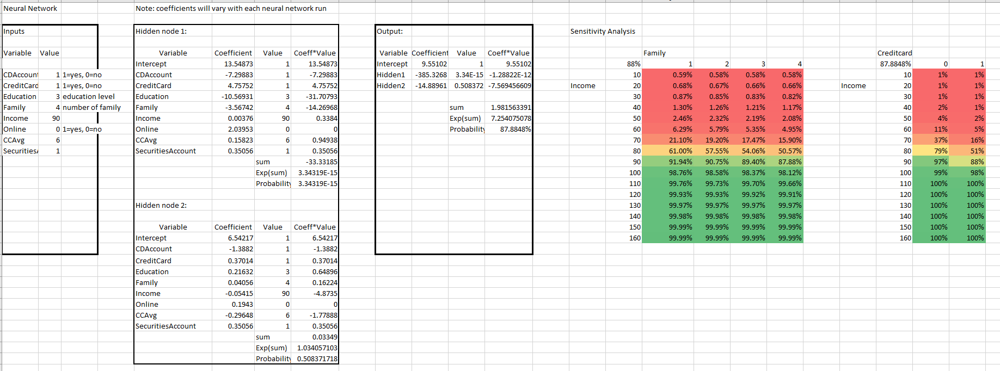 Neural Network
Note: coefficients will vary with each neural network run
Inputs
Variable Value
CDAccount 1 1=yes, 0=no
CreditCard 1 1=yes, 0=no
Education 3 education level
Family 4 number of family
Income 90
Online 0 1=yes, 0=no
CCAvg 6
Securities 1
Hidden node 1:
Variable Coefficient Value Coeff*Value
Intercept 13.54873 1 13.54873
CDAccount -7.29883 1 -7.29883
CreditCard 4.75752 1 4.75752
Education -10.56931 3 -31.70793
Family -3.56742 4 -14.26968
Income 0.00376 90 0.3384
Online 2.03953 0 0
CCAvg 0.15823 6 0.94938
SecuritiesAccount 0.35056 1 0.35056
sum -33.33185
Exp(sum) 3.34319E-15
Probability 3.34319E-15
Hidden node 2:
Variable Coefficient Value Coeff*Value
Intercept 6.54217 1 6.54217
CDAccount -1.3882 1 -1.3882
CreditCard 0.37014 1 0.37014
Education 0.21632 3 0.64896
Family 0.04056 4 0.16224
Income -0.05415 90 -4.8735
Online 0.1943 0 0
CCAvg -0.29648 6 -1.77888
SecuritiesAccount 0.35056 1 0.35056
sum 0.03349
Exp(sum) 1.034057103
Probability 0.508371718
Output:
Variable Coefficient Value Coeff*Value
Intercept 9.55102 1 9.55102
Hidden1 -385.3268 3.34E-15 -1.28822E-12
Hidden2 -14.88961 0.508372 -7.569456609
sum 1.981563391
Exp(sum) 7.254075078
Probability 87.8848%
Sensitivity Analysis
Family
88% 1 2 3 4
10 0.59% 0.58% 0.58% 0.58%
Income 20 0.68% 0.67% 0.66% 0.66%
30 0.87% 0.85% 0.83% 0.82%
40 1.30% 1.26% 1.21% 1.17%
50 2.46% 2.32% 2.19% 2.08%
60 6.29% 5.79% 5.35% 4.95%
70 21.10% 19.20% 17.47% 15.90%
80 61.00% 57.55% 54.06% 50.57%
90 91.94% 90.75% 89.40% 87.88%
100 98.76% 98.58% 98.37% 98.12%
110 99.76% 99.73% 99.70% 99.66%
120 99.93% 99.93% 99.92% 99.91%
130 99.97% 99.97% 99.97% 99.97%
140 99.98% 99.98% 99.98% 99.98%
150 99.99% 99.99% 99.99% 99.99%
160 99.99% 99.99% 99.99% 99.99%
Creditcard
87.8848% 0 1
10 1% 1%
Income 20 1% 1%
30 1% 1%
40 2% 1%
50 4% 2%
60 11% 5%
70 37% 16%
80 79% 51%
90 97% 88%
100 99% 98%
110 100% 100%
120 100% 100%
130 100% 100%
140 100% 100%
150 100% 100%
160 100% 100%